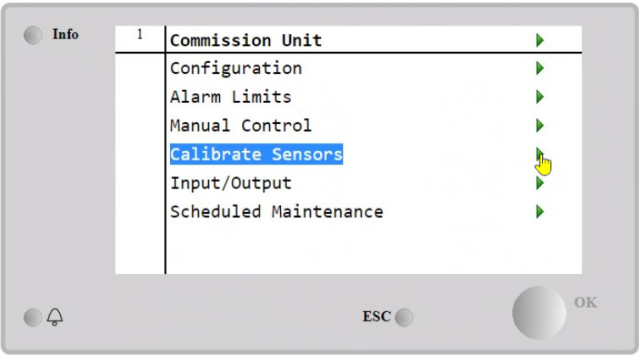 Info
1 Commission Unit
Configuration
Alarm Limits
Manual Control
Calibrate Sensors
Input/Output
Scheduled Maintenance
ESC
OK